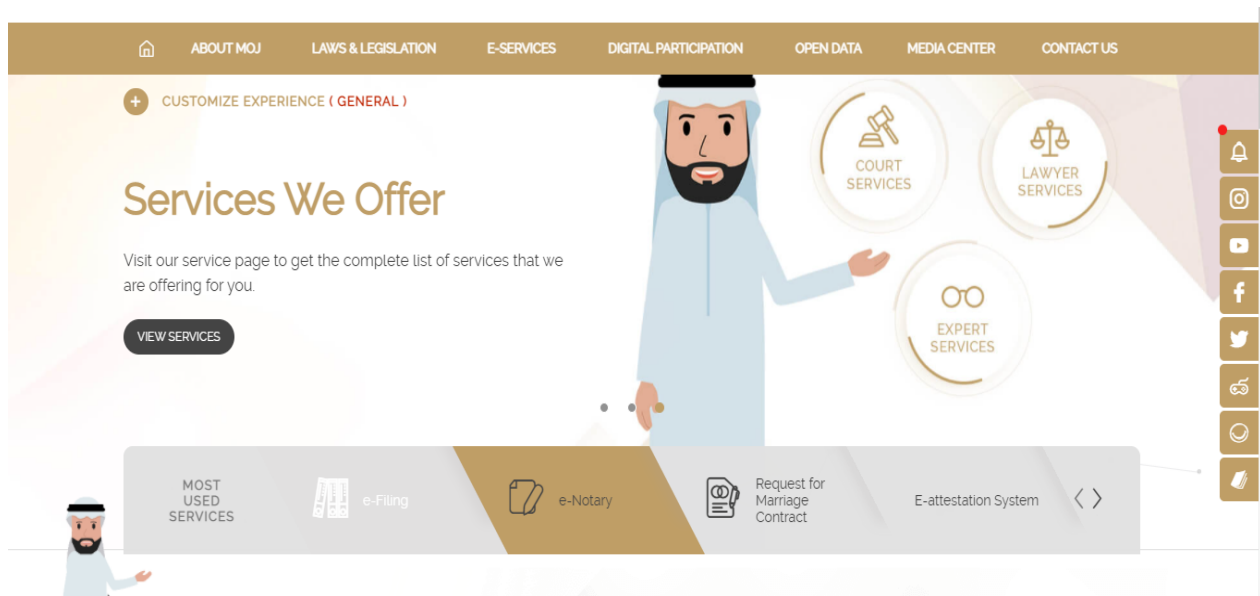 ABOUT MOJ LAWS & LEGISLATION E-SERVICES DIGITAL PARTICIPATION OPEN DATA MEDIA CENTER CONTACT US
CUSTOMIZE EXPERIENCE ( GENERAL )
Services We Offer
Visit our service page to get the complete list of services that we
are offering for you.
VIEW SERVICES
COURT
SERVICES
LAWYER
SERVICES
EXPERT
SERVICES
MOST
USED
SERVICES
e-Filing
e-Notary
Request for
Marriage
Contract
E-attestation System